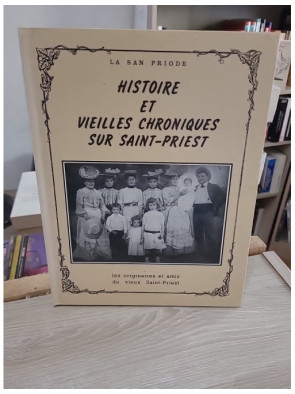 LA SAN PRIODE
HISTOIRE
ET
VIEILLES CHRONIQUES
SUR SAINT-PRIEST
les originaires et amis
du vieux Saint-Priest